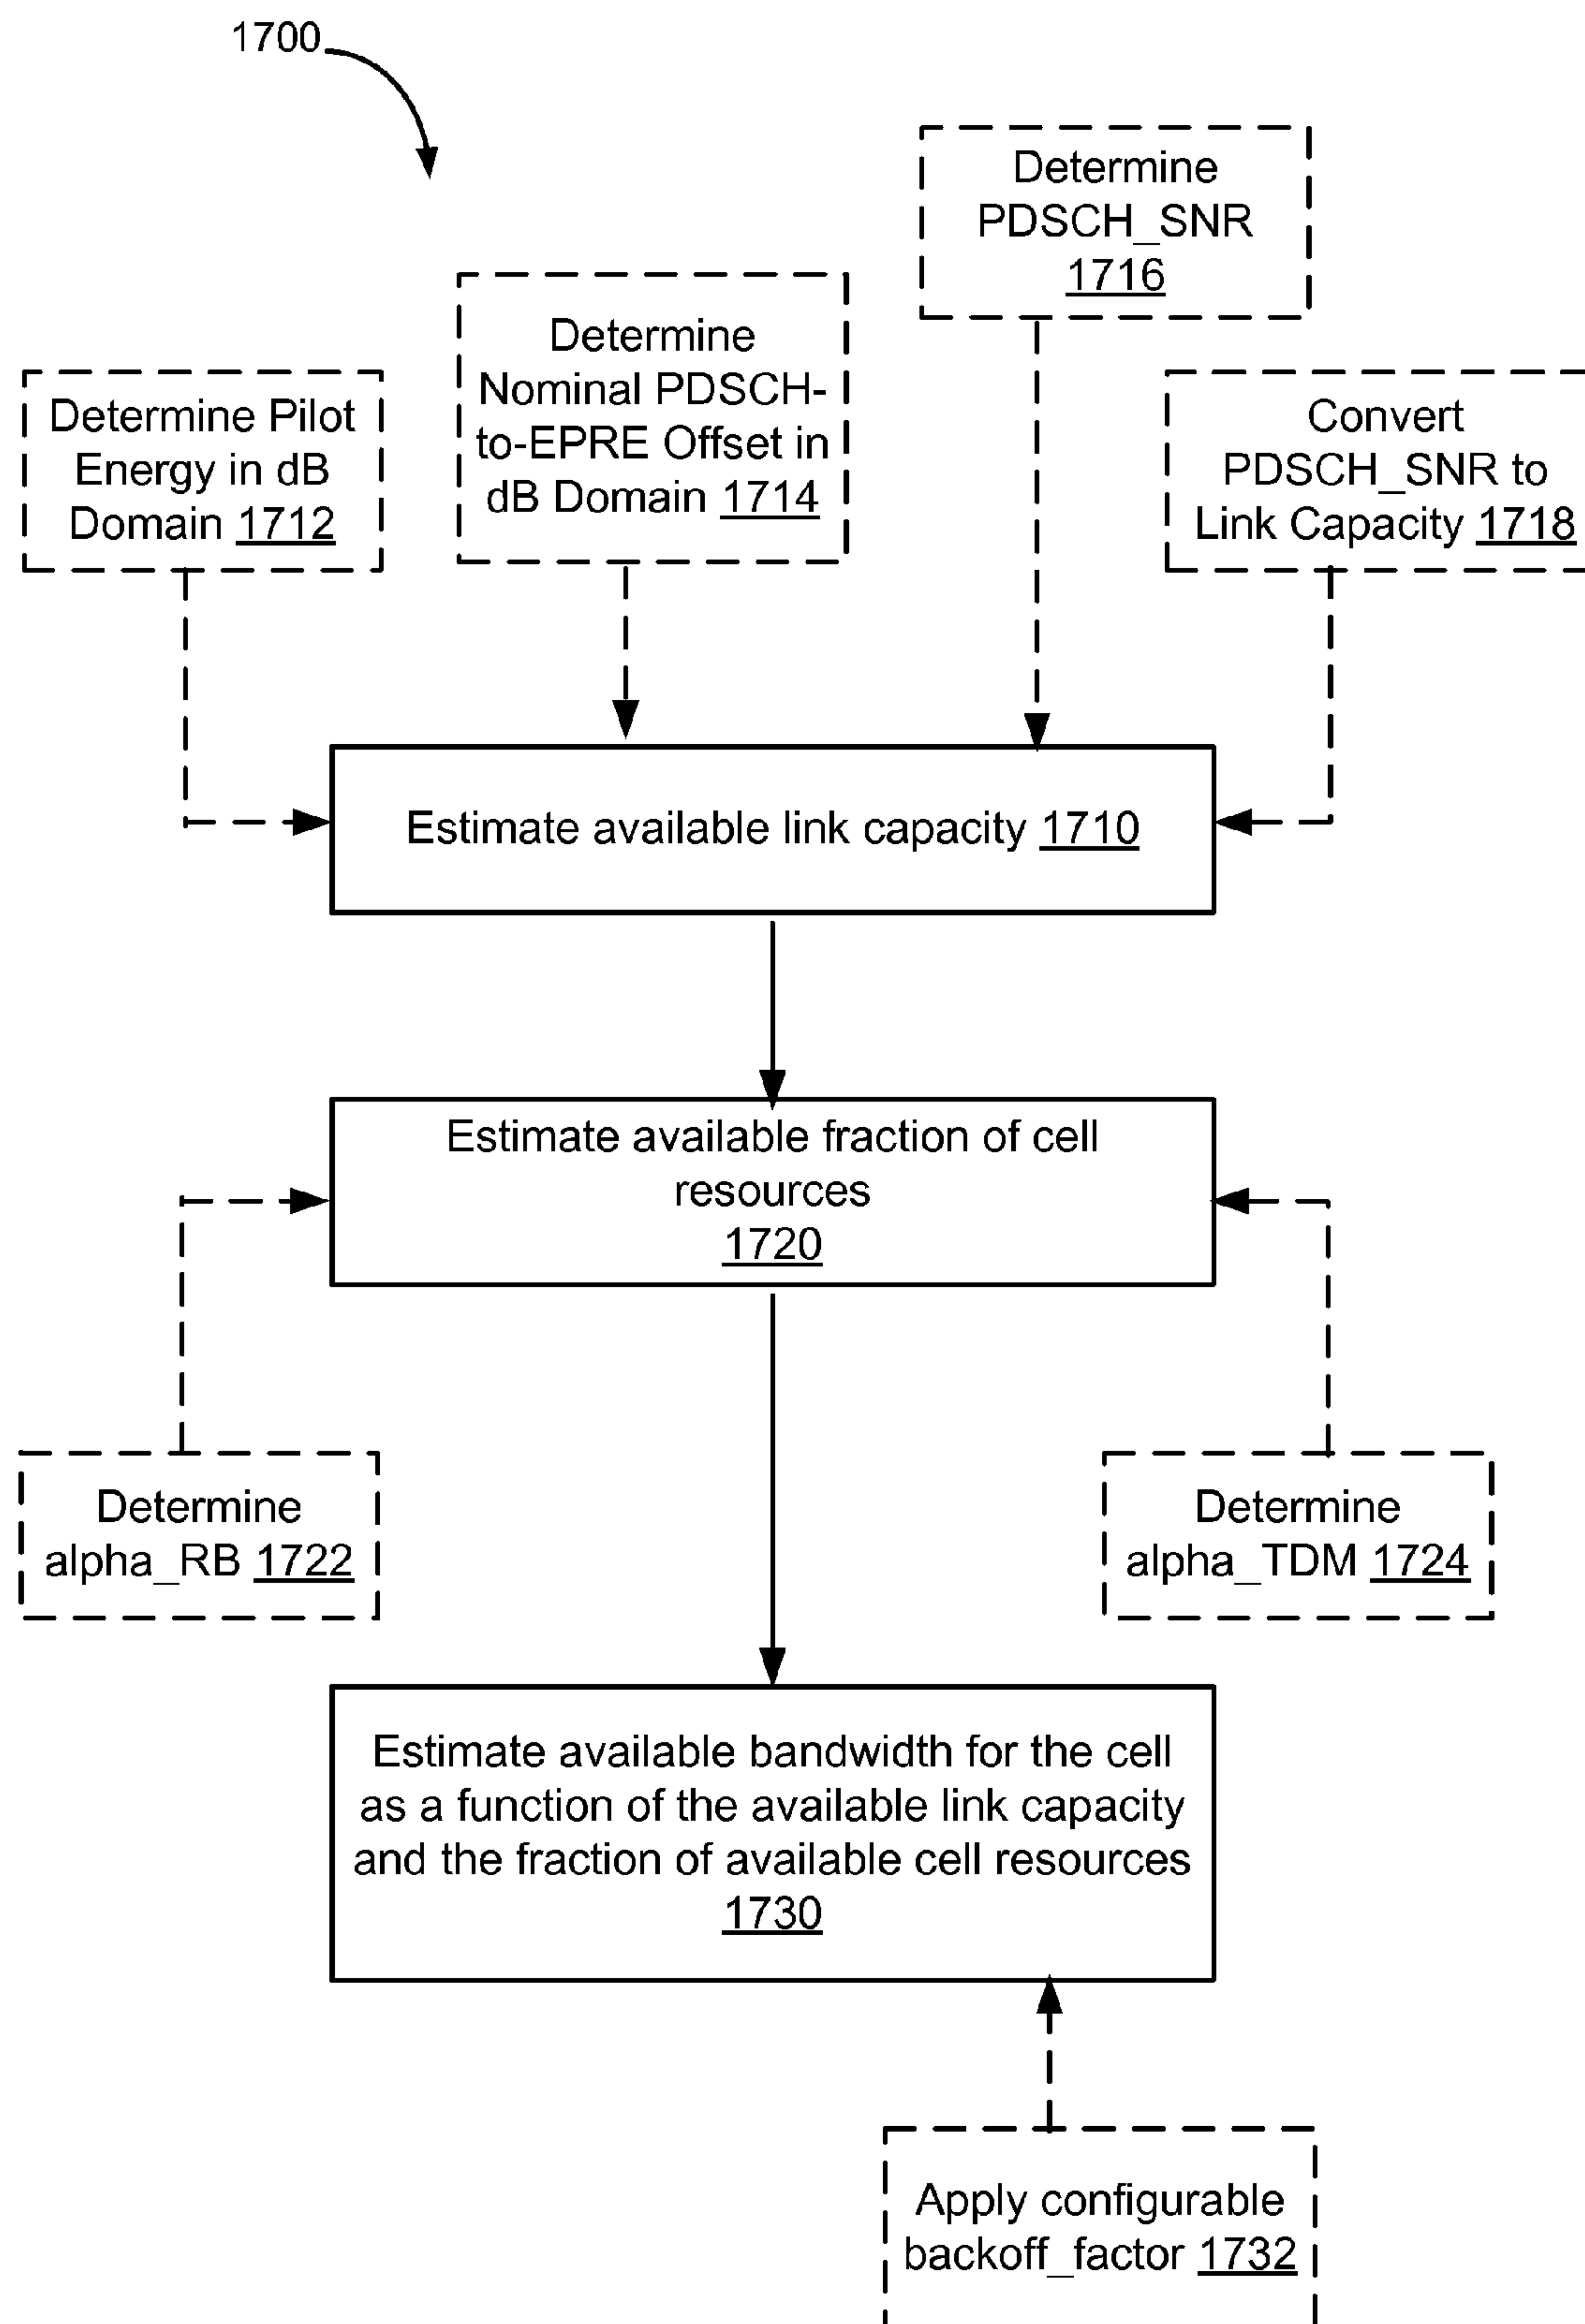 1700
Determine
PDSCH_SNR
1716
Determine
Nominal PDSCH-
to-EPRE Offset in
dB Domain 1714
Determine Pilot
Energy in dB
Domain 1712
Convert
PDSCH_SNR to
Link Capacity 1718
Estimate available link capacity 1710
Estimate available fraction of cell
resources
1720
Determine
alpha_RB 1722
Determine
alpha_TDM 1724
Estimate available bandwidth for the cell
as a function of the available link capacity
and the fraction of available cell resources
1730
Apply configurable
backoff_factor 1732